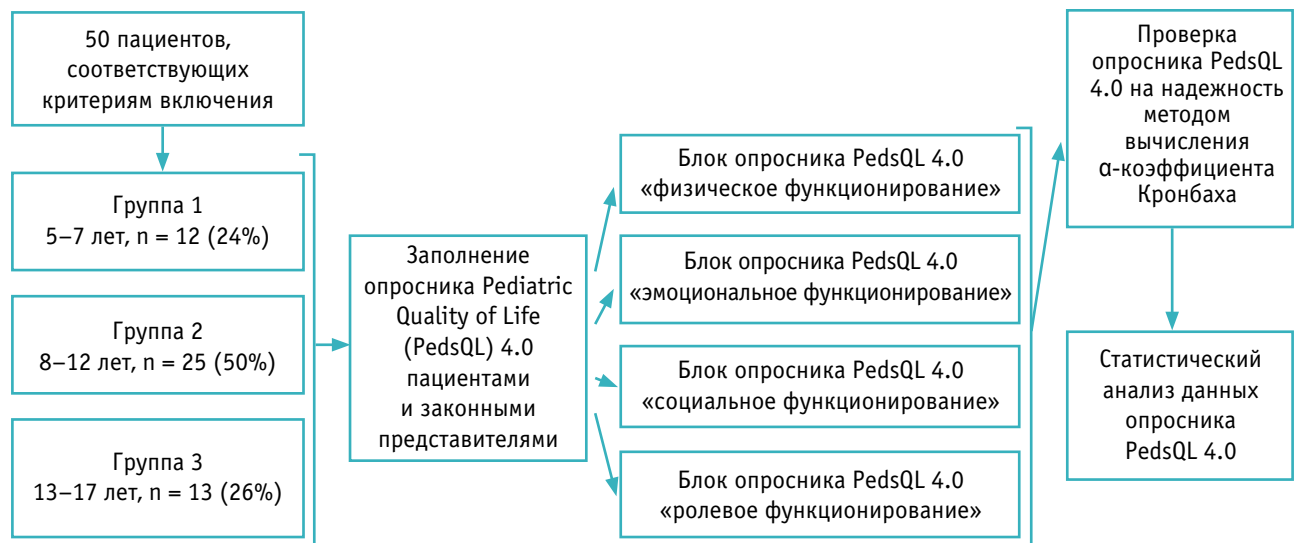 50 пациентов,
соответствующих
критериям включения
Группа 1
5–7 лет, n = 12 (24%)
Группа 2
8–12 лет, n = 25 (50%)
Группа 3
13–17 лет, n = 13 (26%)
Заполнение
опросника Pediatric
Quality of Life
(PedsQL) 4.0
пациентами
и законными
представителями
Блок опросника PedsQL 4.0
«физическое функционирование»
Блок опросника PedsQL 4.0
«эмоциональное функционирование»
Блок опросника PedsQL 4.0
«социальное функционирование»
Блок опросника PedsQL 4.0
«ролевое функционирование»
Проверка
опросника PedsQL
4.0 на надежность
методом
вычисления
α-коэффициента
Кронбаха
Статистический
анализ данных
опросника
PedsQL 4.0